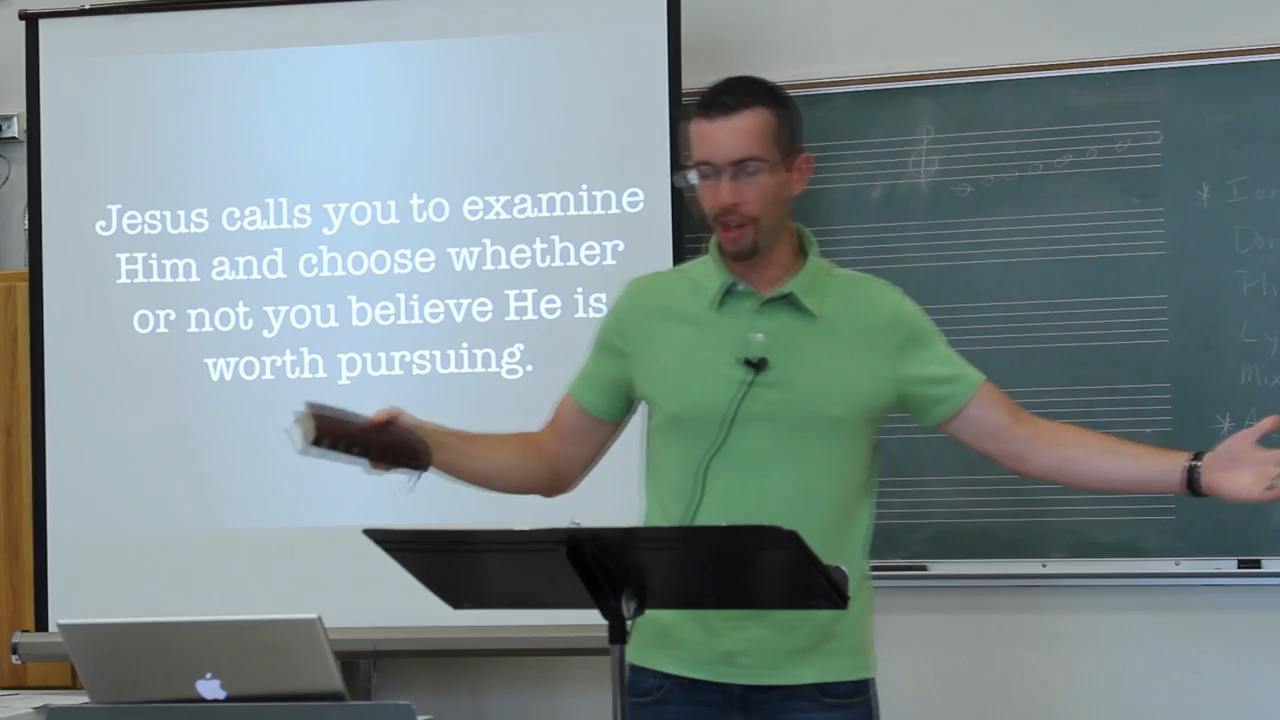 Jesus calls you to examine
Him and choose whether
or not you believe He is
worth pursuing.